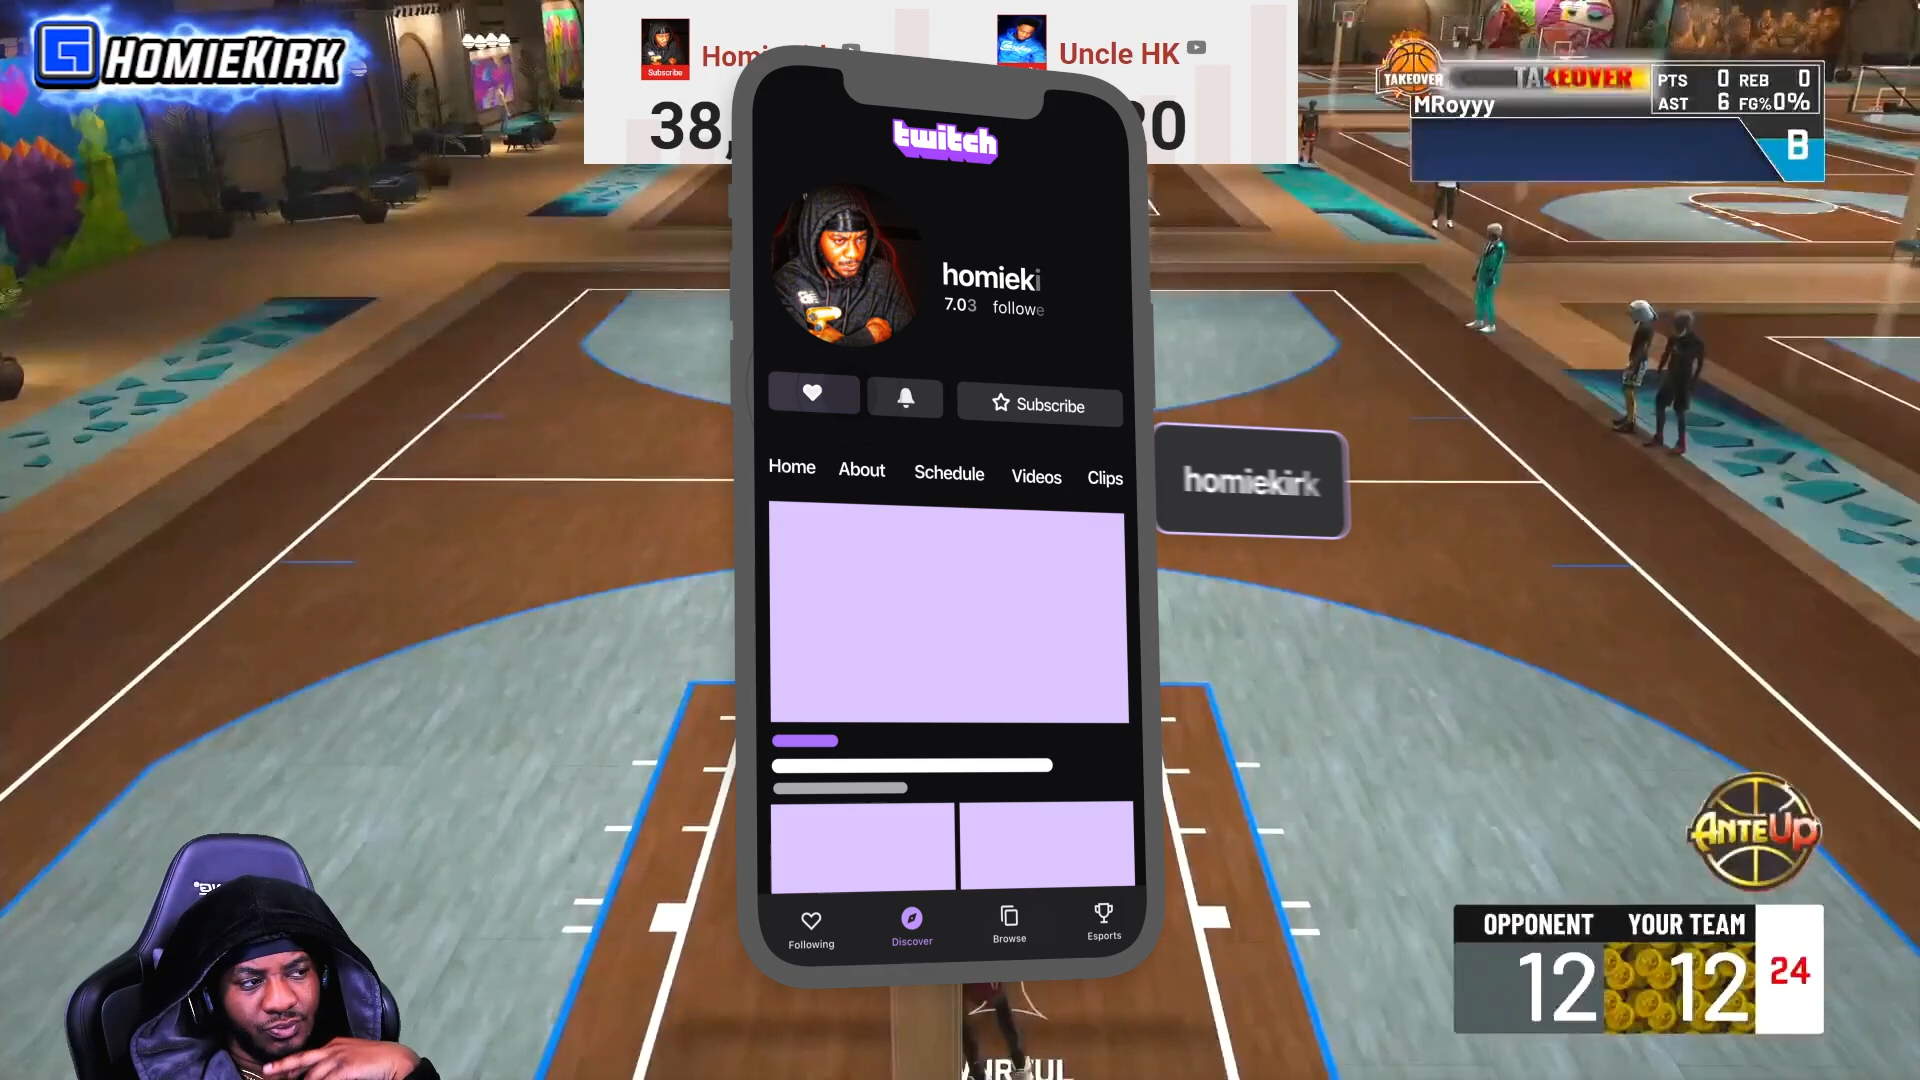 HOMIEKIRK
Subscribe
Uncle HK
38,
twitch
homieki
7.03 followe
Subscribe
Home About Schedule Videos Clips
homiekirk
Following
Discover
Browse
Esports
TAKEOVER
TAKEOVER
PTS 0 REB 0
AST 6 FG% 0%
MRoyyy
B
ANTEUP
OPPONENT YOUR TEAM
12 12 24